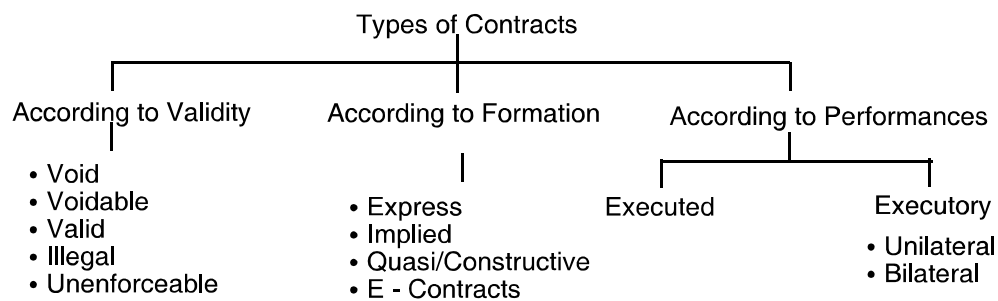 Types of Contracts
According to Validity
• Void
• Voidable
• Valid
• Illegal
• Unenforceable
According to Formation
• Express
• Implied
• Quasi/Constructive
• E - Contracts
According to Performances
Executed
Executory
• Unilateral
• Bilateral